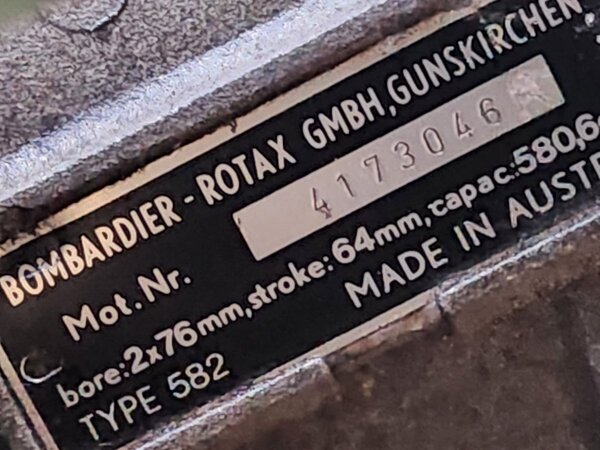 BOMBARDIER - ROTAX GMBH, GUNSKIRCHEN,
Mot. Nr. 4173046
bore: 2x76mm, stroke: 64mm, capac: 580,6
TYPE 582 MADE IN AUST